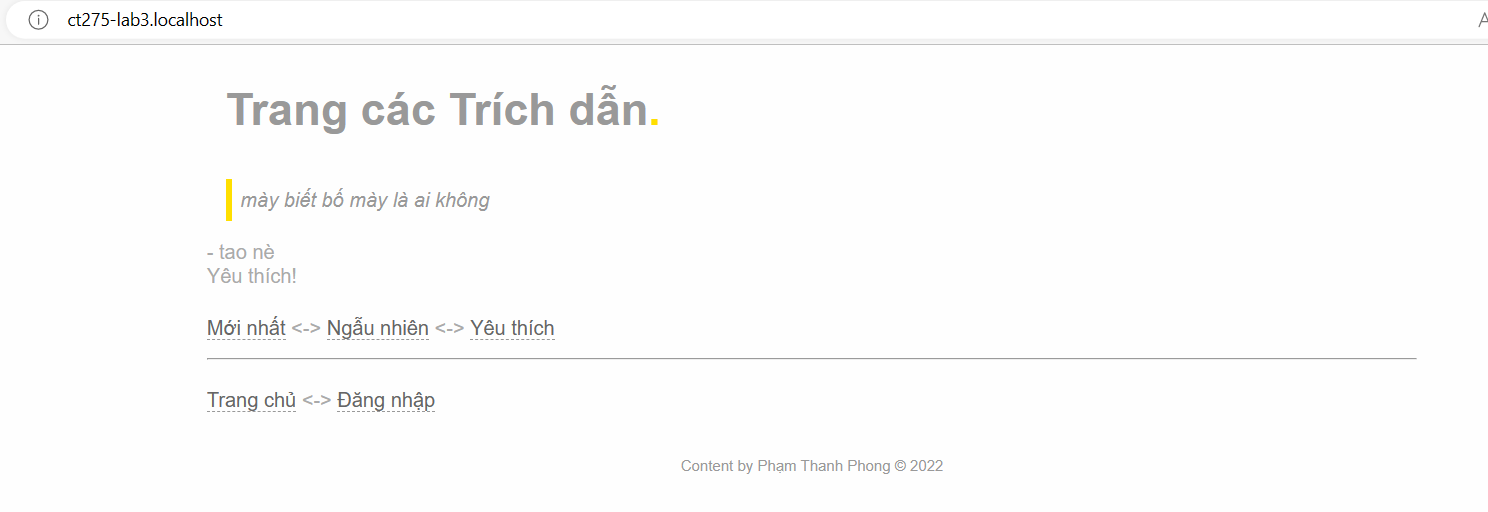 ct275-lab3.localhost
Trang các Trích dẫn.
mày biết bố mày là ai không
- tao nè
Yêu thích!
Mới nhất <-> Ngẫu nhiên <-> Yêu thích
Trang chủ <-> Đăng nhập
Content by Phạm Thanh Phong © 2022